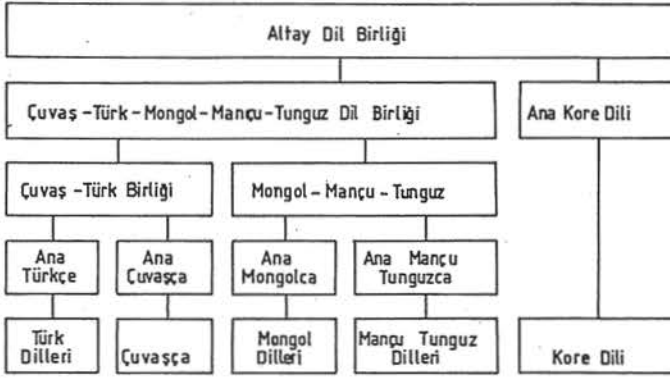 Altay Dil Birliği
Çuvaş-Türk-Mongol-Mançu-Tunguz Dil Birliği
Ana Kore Dili
Çuvaş-Türk Birliği
Mongol-Mançu-Tunguz
Ana
Türkçe
Ana
Çuvaşça
Ana
Mongolca
Ana Mançu
Tunguzca
Türk
Dilleri
Çuvaşça
Mongol
Dilleri
Mançu Tunguz
Dilleri
Kore Dili